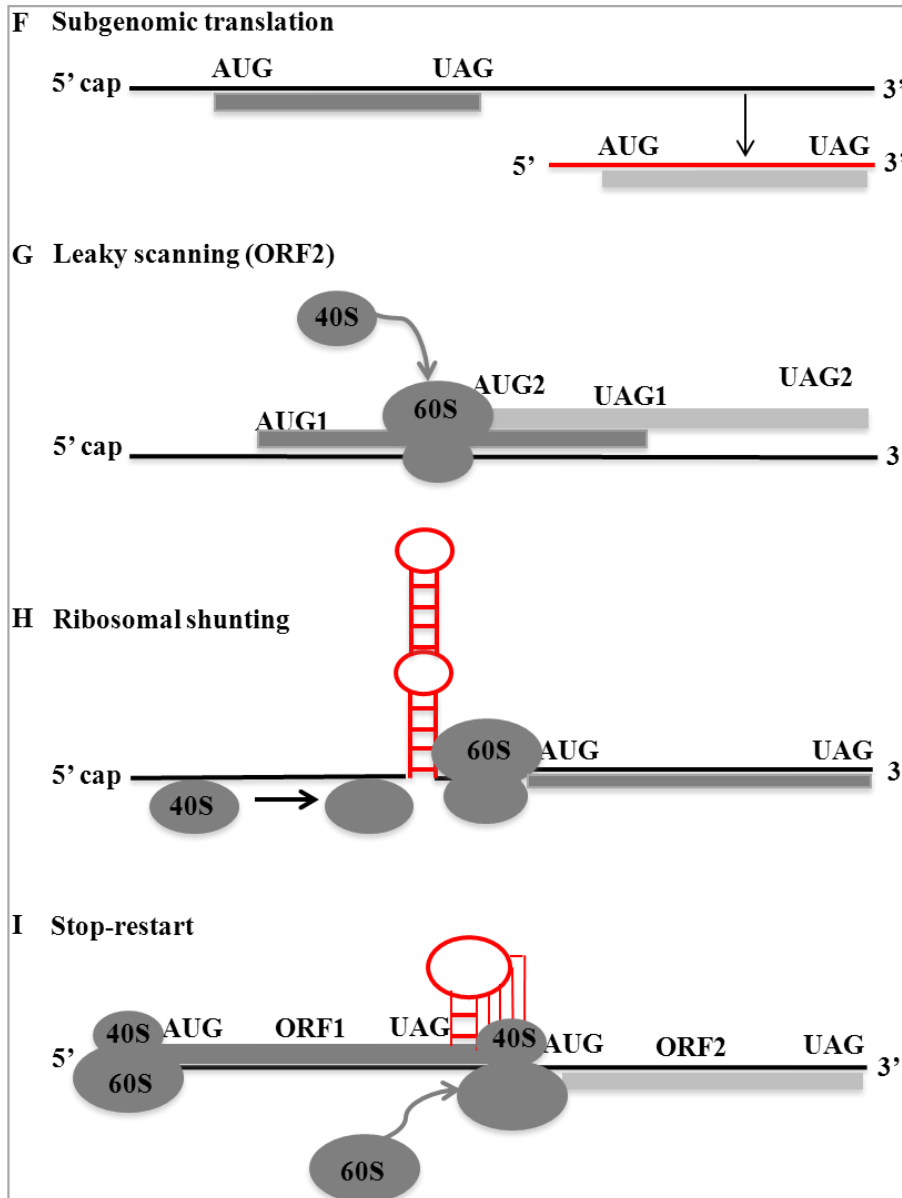 F Subgenomic translation
AUG UAG
5’ cap 3’
AUG UAG
5’ 3’
G Leaky scanning (ORF2)
40S
AUG2 UAG2
60S UAG1
AUG1
5’ cap 3
H Ribosomal shunting
60S AUG UAG
5’ cap 3
40S
I Stop-restart
40S AUG ORF1 UAG 40S AUG ORF2 UAG
5’ 3’
60S
60S